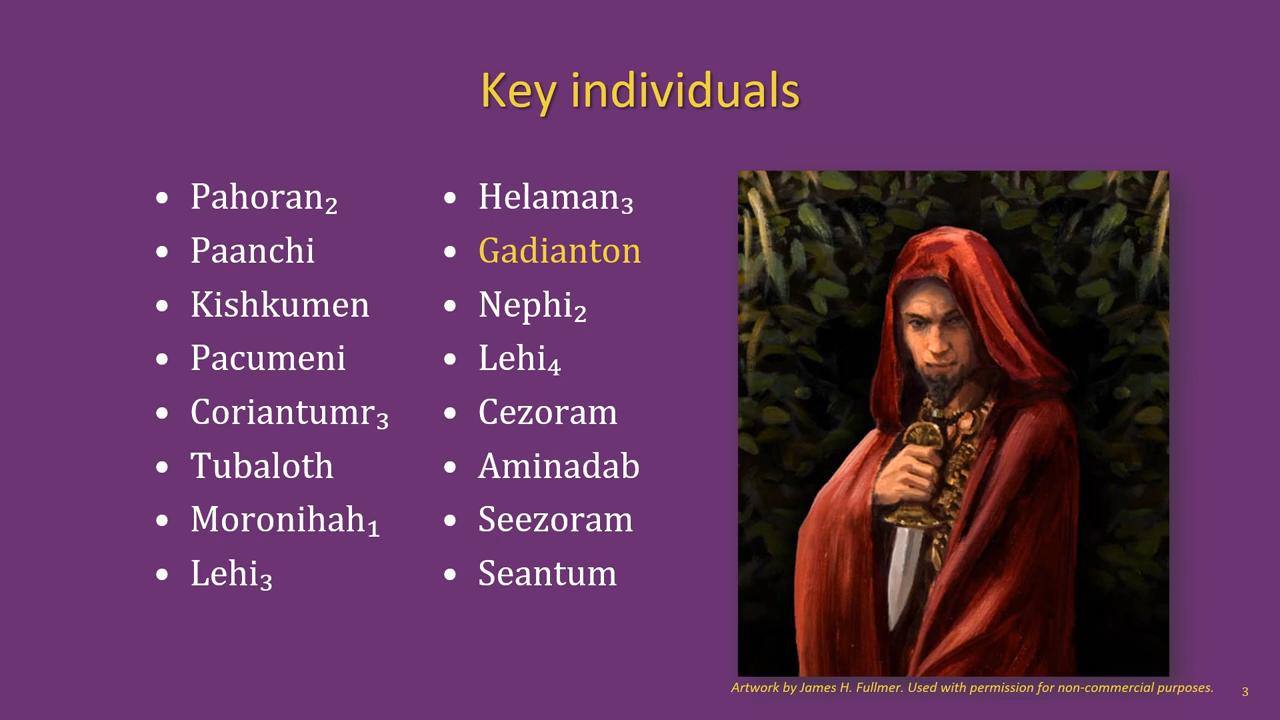 Key individuals
• Pahoran₂
• Paanchi
• Kishkumen
• Pacumeni
• Coriantumr₃
• Tubaloth
• Moronihah₁
• Lehi₃
• Helaman₃
• Gadianton
• Nephi₂
• Lehi₄
• Cezoram
• Aminadab
• Seezoram
• Seantum
Artwork by James H. Fullmer. Used with permission for non-commercial purposes.
3